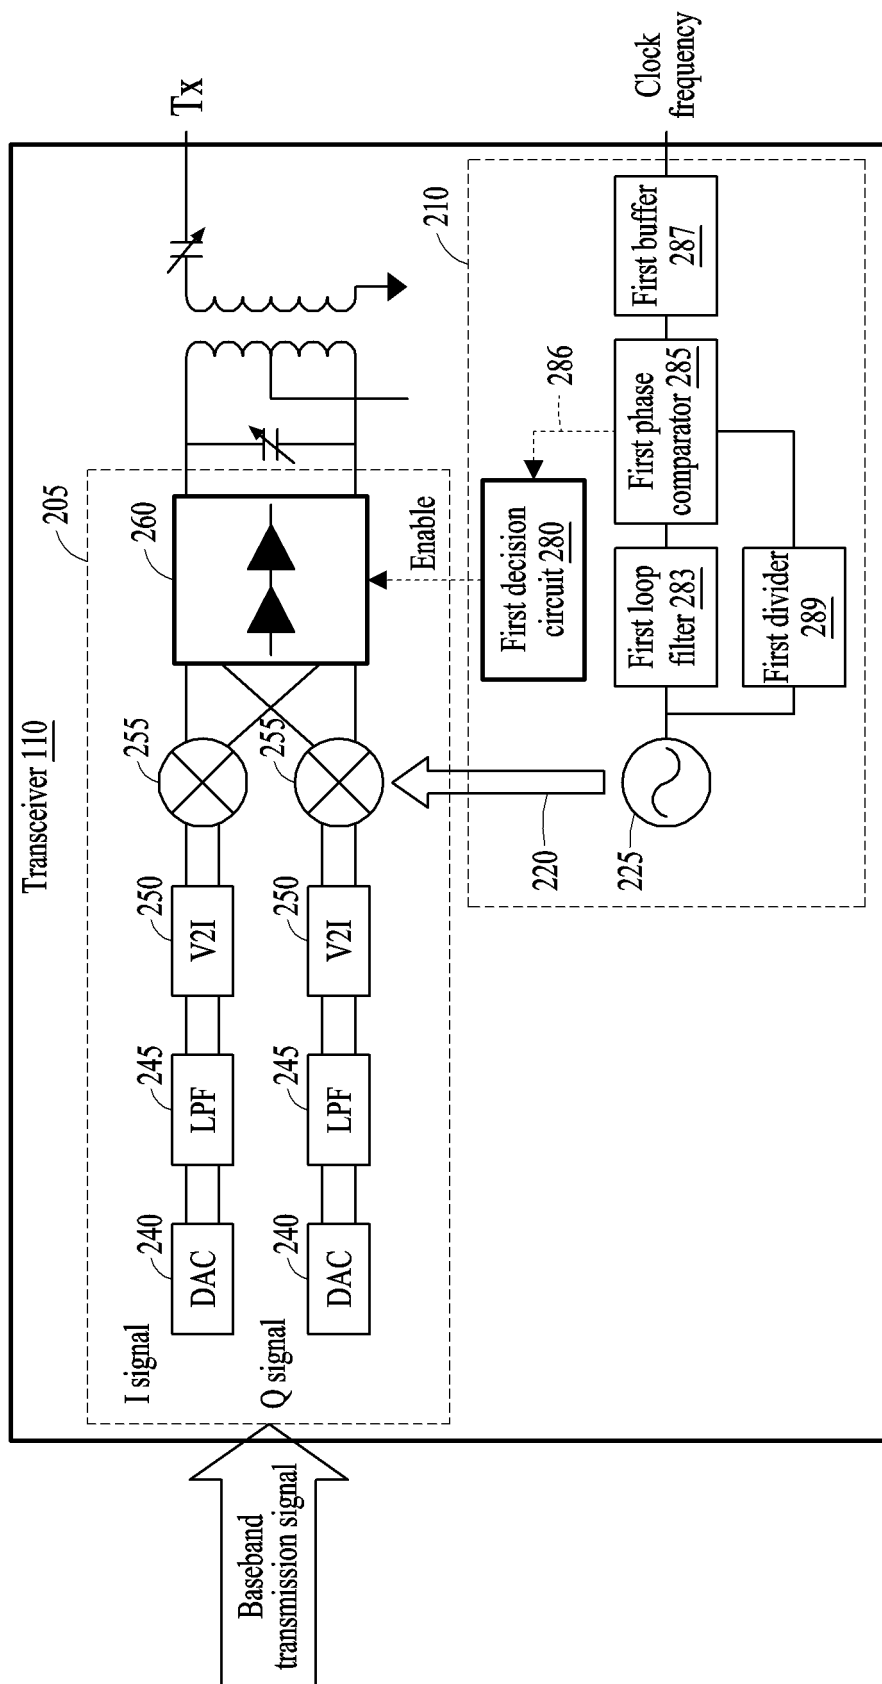 Transceiver 110
205
I signal
240
DAC
245
LPF
250
V2I
255
260
Tx
Q signal
240
DAC
245
LPF
250
V2I
255
Baseband
transmission signal
Enable
220
First decision
circuit 280
286
210
225
First loop
filter 283
First phase
comparator 285
First buffer
287
Clock
frequency
First divider
289